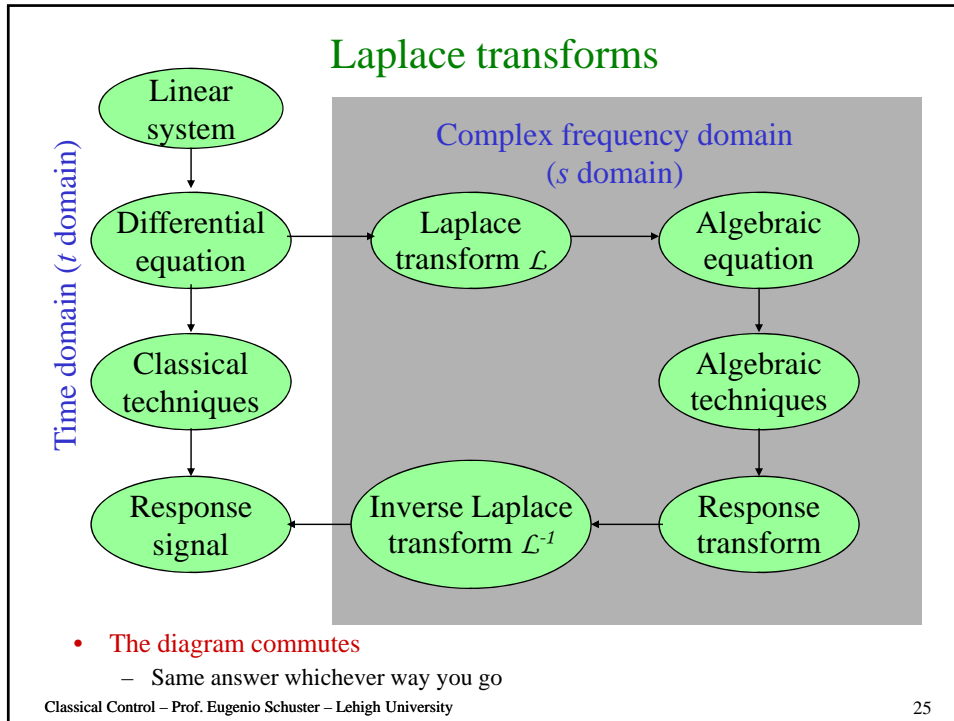 Laplace transforms
Linear
system
Complex frequency domain
(s domain)
Time domain (t domain)
Differential
equation
Laplace
transform ℒ
Algebraic
equation
Classical
techniques
Algebraic
techniques
Response
signal
Inverse Laplace
transform ℒ⁻¹
Response
transform
• The diagram commutes
– Same answer whichever way you go
Classical Control – Prof. Eugenio Schuster – Lehigh University
25